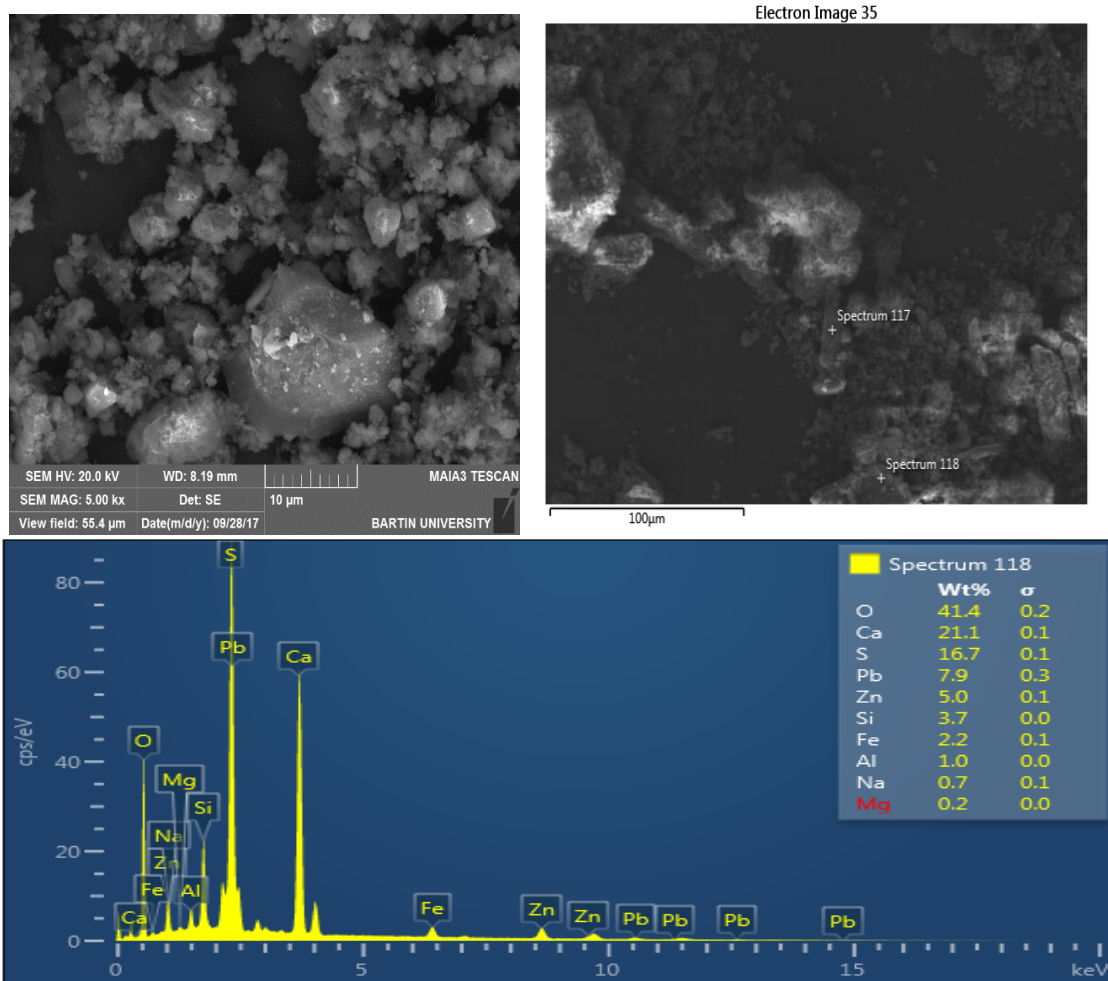 Electron Image 35
Spectrum 117
Spectrum 118
100µm
SEM HV: 20.0 kV WD: 8.19 mm MAIA3 TESCAN
SEM MAG: 5.00 kx Det: SE 10 µm
View field: 55.4 µm Date(m/d/y): 09/28/17 BARTIN UNIVERSITY
Spectrum 118
Wt% σ
O 41.4 0.2
Ca 21.1 0.1
S 16.7 0.1
Pb 7.9 0.3
Zn 5.0 0.1
Si 3.7 0.0
Fe 2.2 0.1
Al 1.0 0.0
Na 0.7 0.1
Mg 0.2 0.0
cps/eV
80
60
40
20
0
S
Pb
Ca
O
Mg
Si
Na
Zn
Fe
Al
Ca
Fe
Zn
Zn
Pb
Pb
Pb
Pb
0 5 10 15 keV